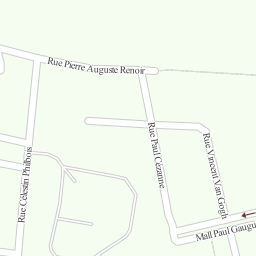 Rue Pierre Auguste Renoir
Rue Paul Cézanne
Rue Vincent Van Gogh
Rue Célestin Philbois
Mall Paul Gaugu